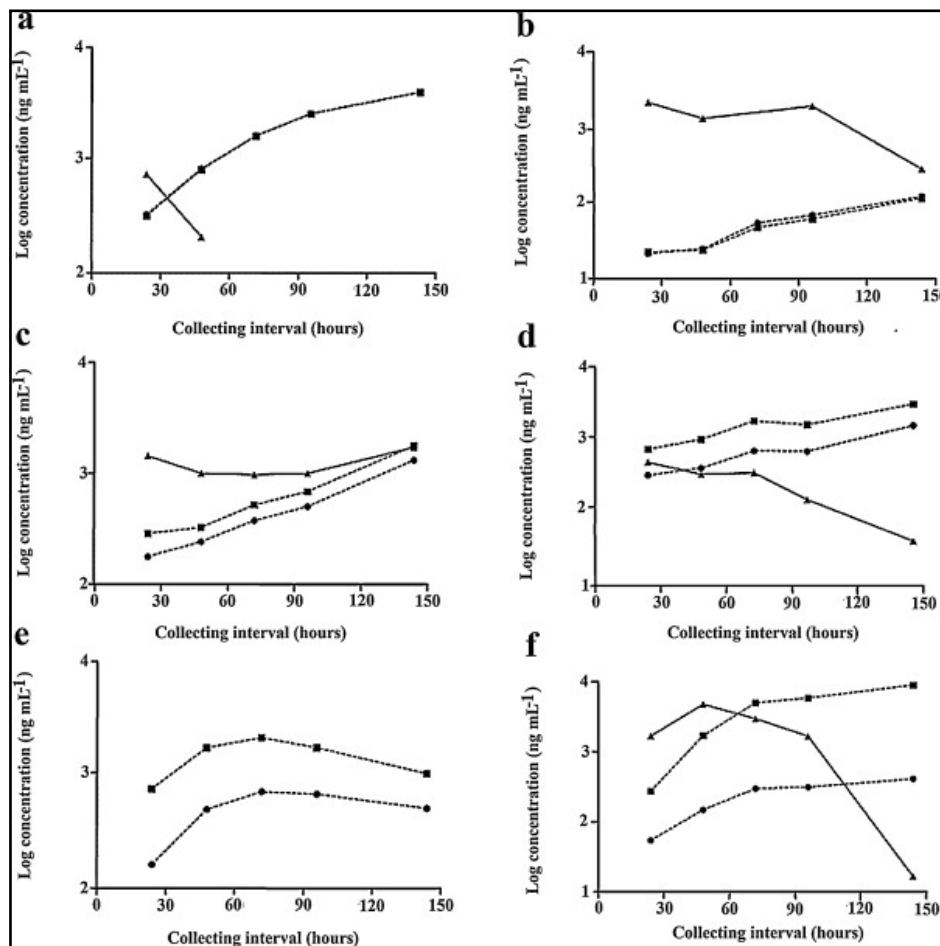 a
Log concentration (ng mL-1)
4
3
2
0 30 60 90 120 150
Collecting interval (hours)
b
Log concentration (ng mL-1)
4
3
2
1
0 30 60 90 120 150
Collecting interval (hours)
c
Log concentration (ng mL-1)
4
3
2
0 30 60 90 120 150
Collecting interval (hours)
d
Log concentration (ng mL-1)
4
3
2
1
0 30 60 90 120 150
Collecting interval (hours)
e
Log concentration (ng mL-1)
4
3
2
0 30 60 90 120 150
Collecting interval (hours)
f
Log concentration (ng mL-1)
4
3
2
1
0 30 60 90 120 150
Collecting interval (hours)